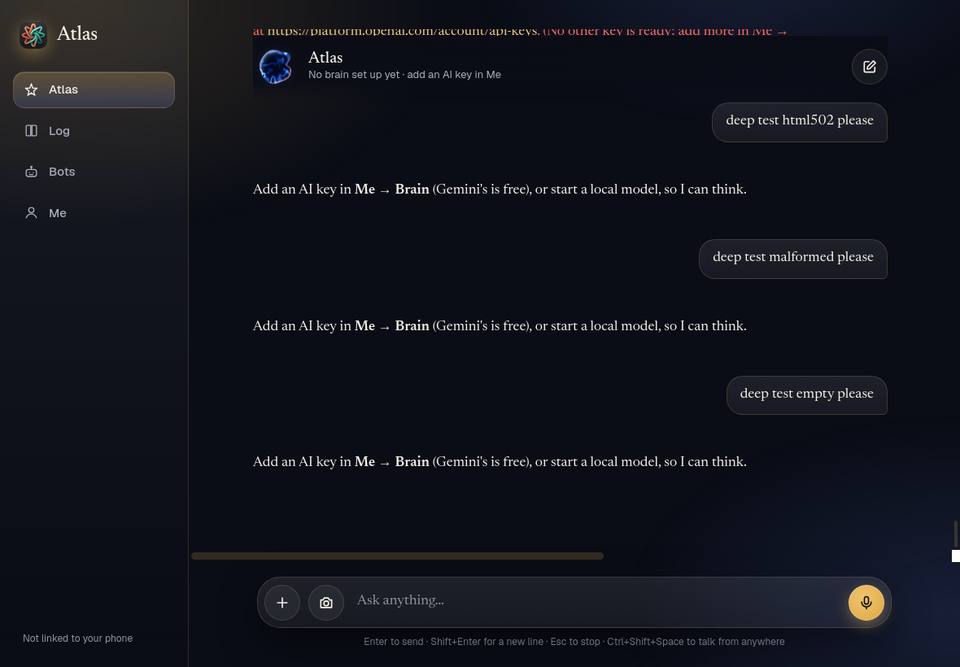 Atlas
Atlas
Log
Bots
Me
Not linked to your phone
at https://platform.openai.com/account/api-keys. (No other key is ready: add more in Me →
Atlas
No brain set up yet · add an AI key in Me
deep test html502 please
Add an AI key in Me → Brain (Gemini's is free), or start a local model, so I can think.
deep test malformed please
Add an AI key in Me → Brain (Gemini's is free), or start a local model, so I can think.
deep test empty please
Add an AI key in Me → Brain (Gemini's is free), or start a local model, so I can think.
Ask anything...
Enter to send · Shift+Enter for a new line · Esc to stop · Ctrl+Shift+Space to talk from anywhere